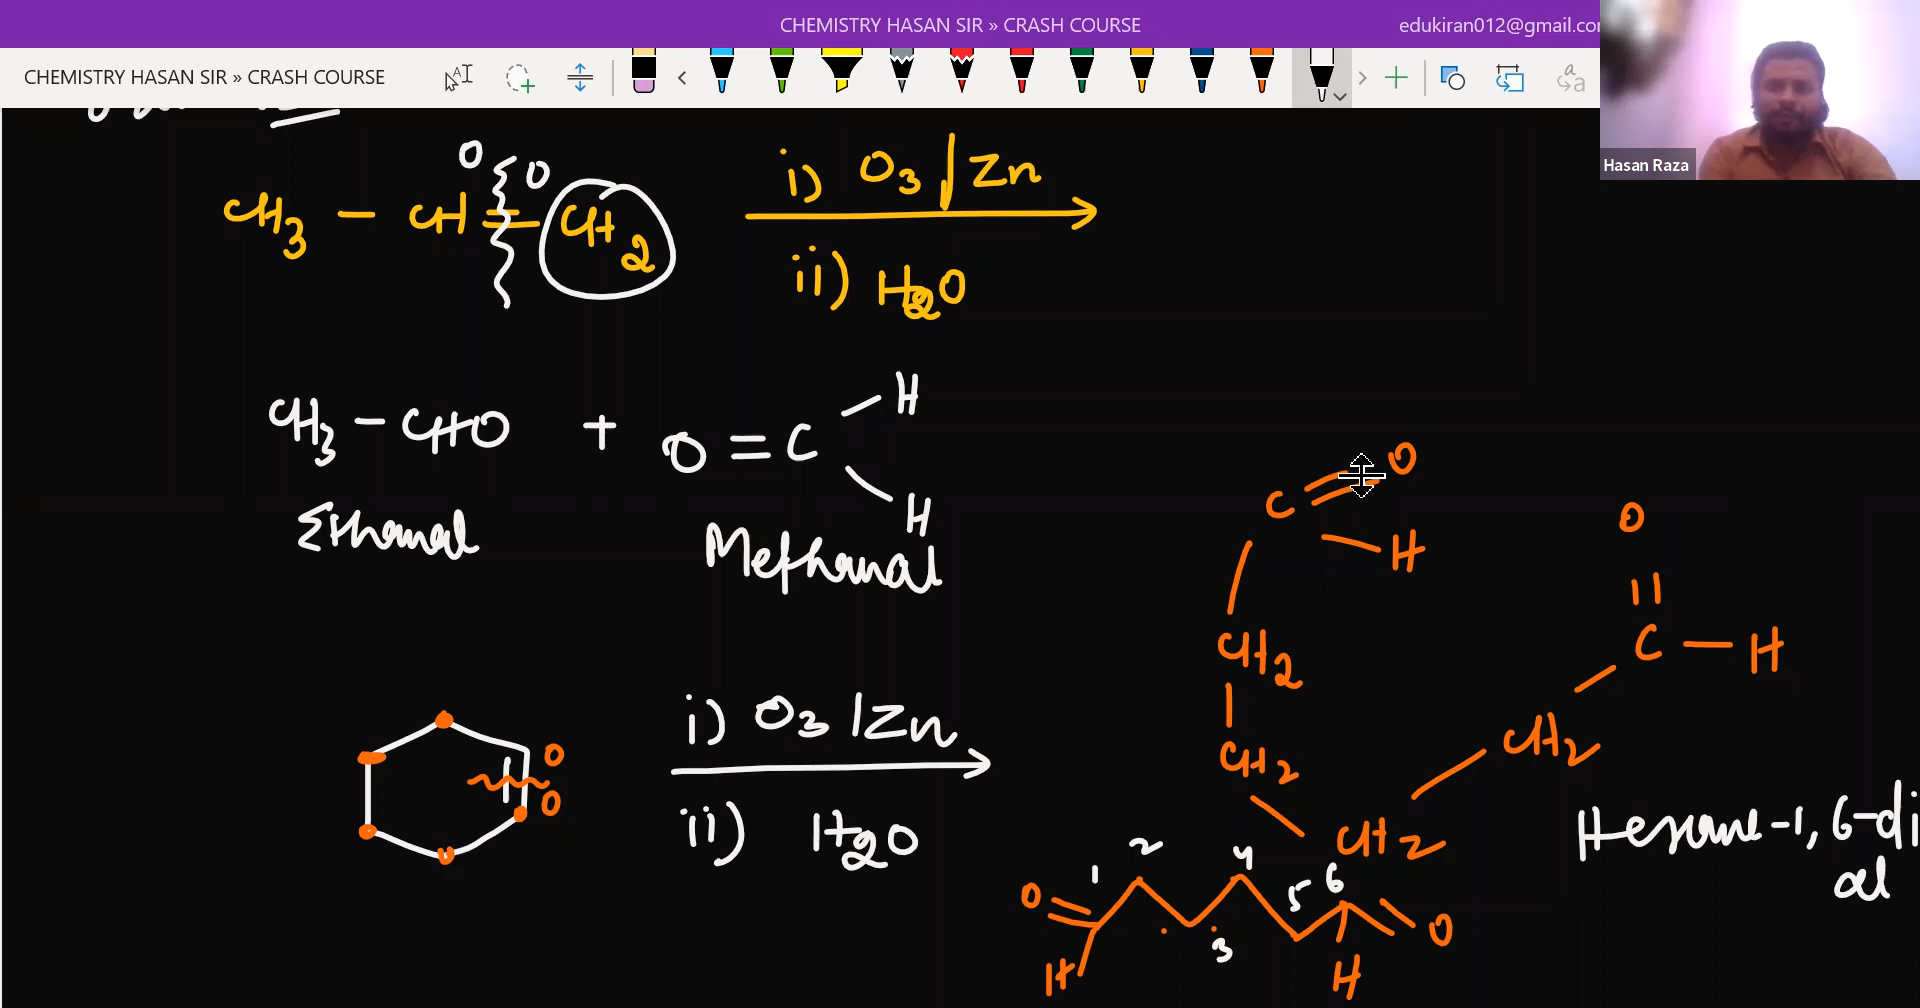 CHEMISTRY HASAN SIR » CRASH COURSE
edukiran012@gmail.co
CHEMISTRY HASAN SIR » CRASH COURSE
Hasan Raza
O O
CH3 - CH = CH2
i) O3 / Zn
ii) H2O
CH3 - CHO + O = C
H
H
Ethanal
Methanal
C = O
H
CH2
CH2
CH2
CH2
O
||
C - H
O
O
i) O3 / Zn
ii) H2O
Hexane-1, 6-di
al
O 1 2 3 4 5 6 O
H H